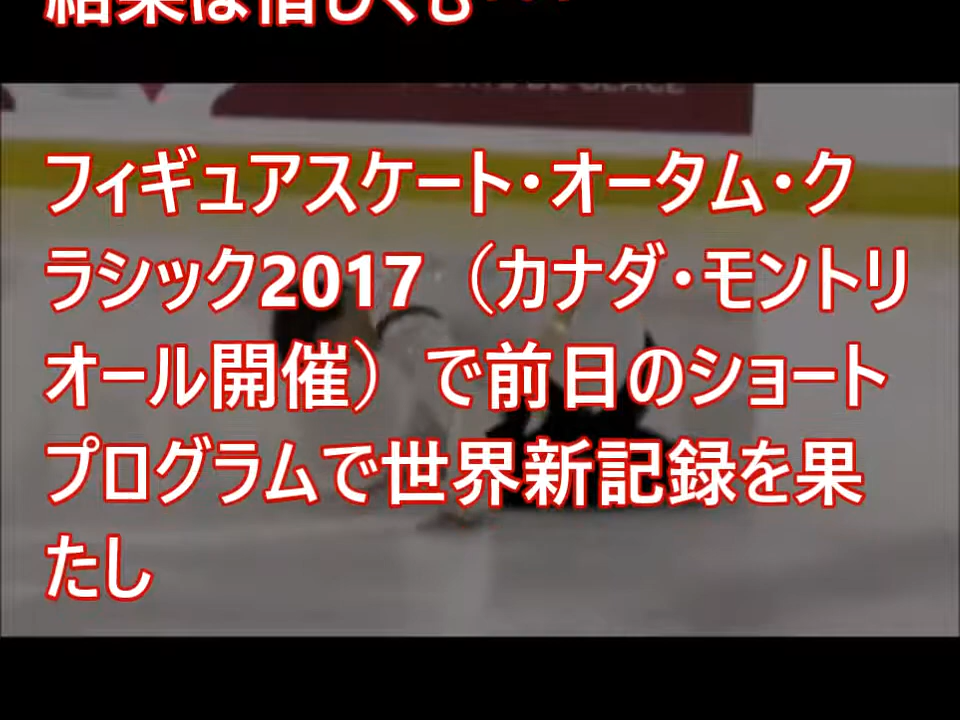 結果は惜しくも・・・
フィギュアスケート・オータム・ク
ラシック2017（カナダ・モントリ
オール開催）で前日のショート
プログラムで世界新記録を果
たし